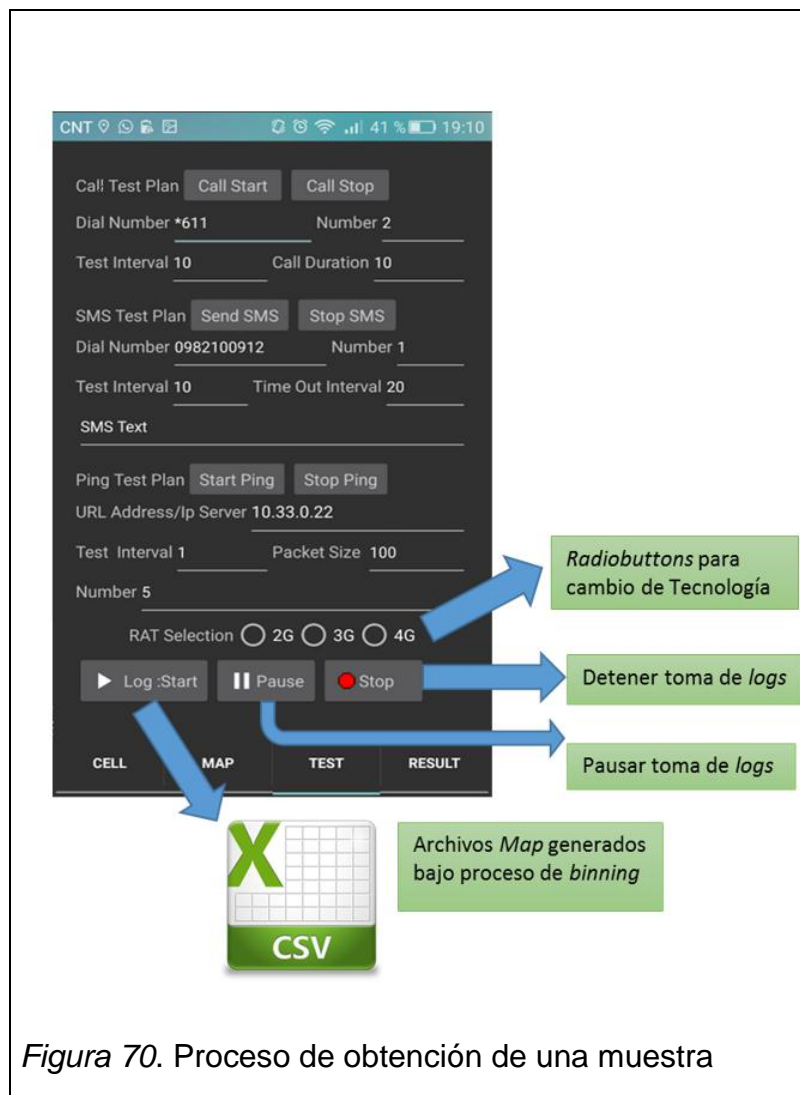 CNT 41 % 19:10
Call Test Plan Call Start Call Stop
Dial Number *611 Number 2
Test Interval 10 Call Duration 10
SMS Test Plan Send SMS Stop SMS
Dial Number 0982100912 Number 1
Test Interval 10 Time Out Interval 20
SMS Text
Ping Test Plan Start Ping Stop Ping
URL Address/Ip Server 10.33.0.22
Test Interval 1 Packet Size 100
Number 5
RAT Selection 2G 3G 4G
Log :Start Pause Stop
CELL MAP TEST RESULT
Radiobuttons para
cambio de Tecnología
Detener toma de logs
Pausar toma de logs
Archivos Map generados
bajo proceso de binning
X
CSV
Figura 70. Proceso de obtención de una muestra